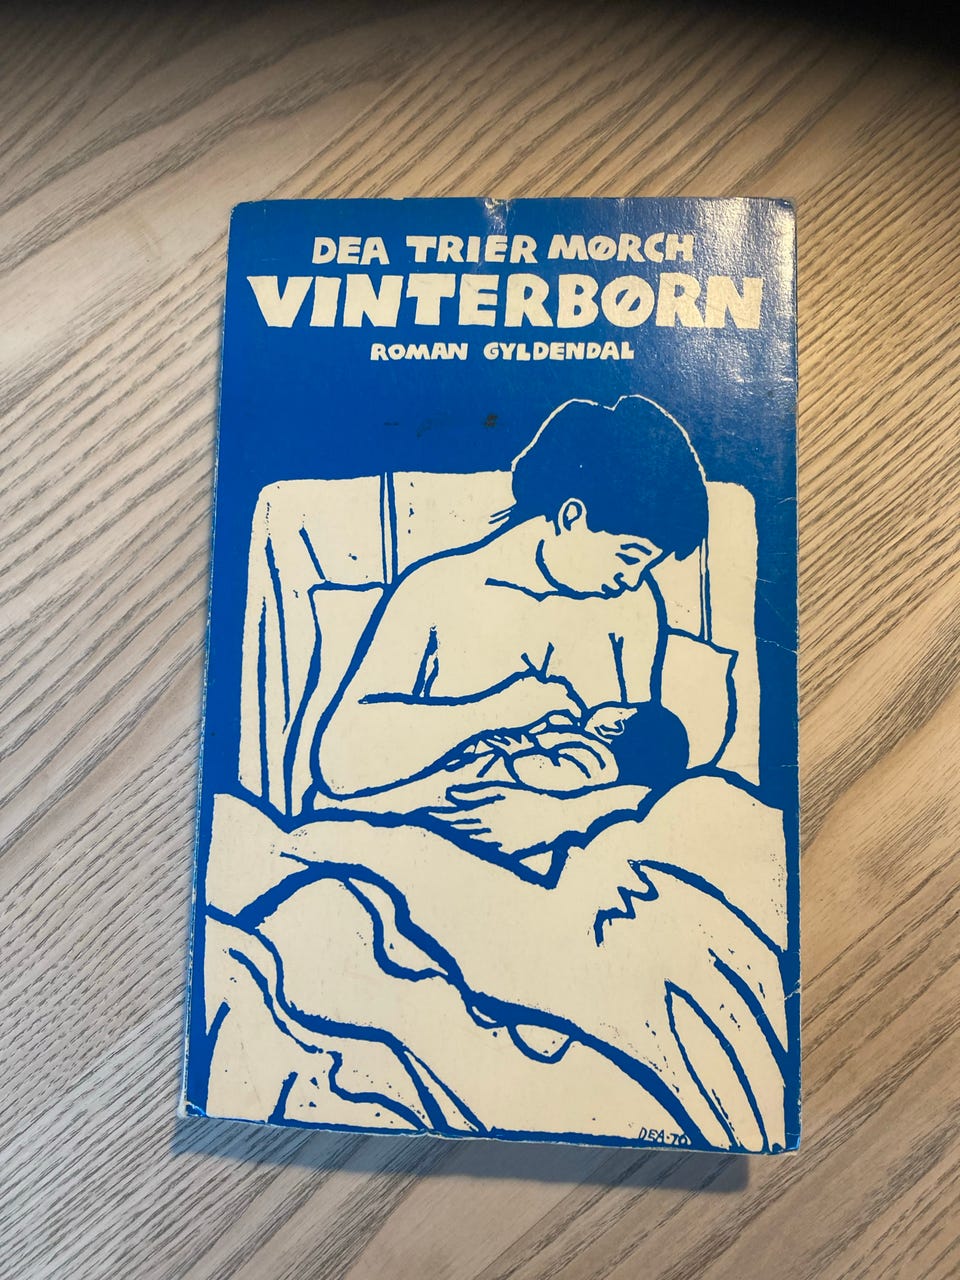 DEA TRIER MØRCH
VINTERBØRN
ROMAN GYLDENDAL
DEA-70